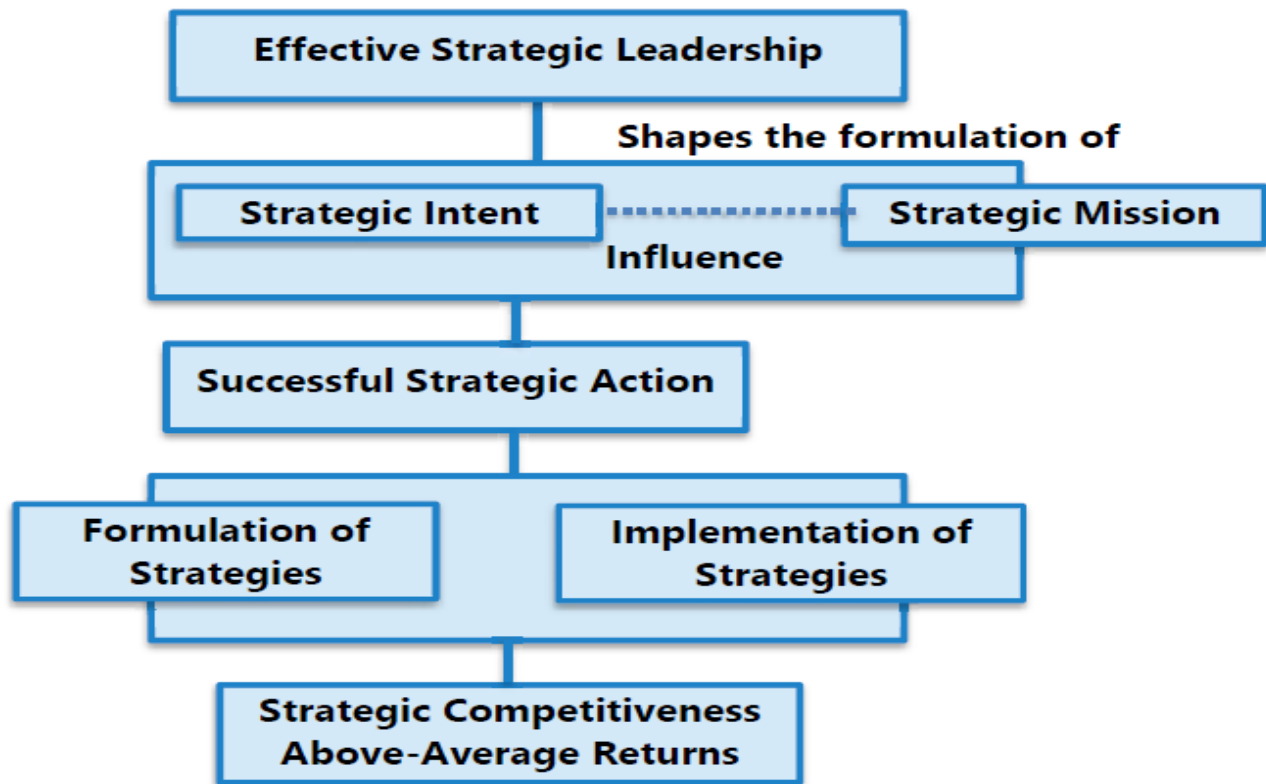 Effective Strategic Leadership
Shapes the formulation of
Strategic Intent
Strategic Mission
Influence
Successful Strategic Action
Formulation of
Strategies
Implementation of
Strategies
Strategic Competitiveness
Above-Average Returns